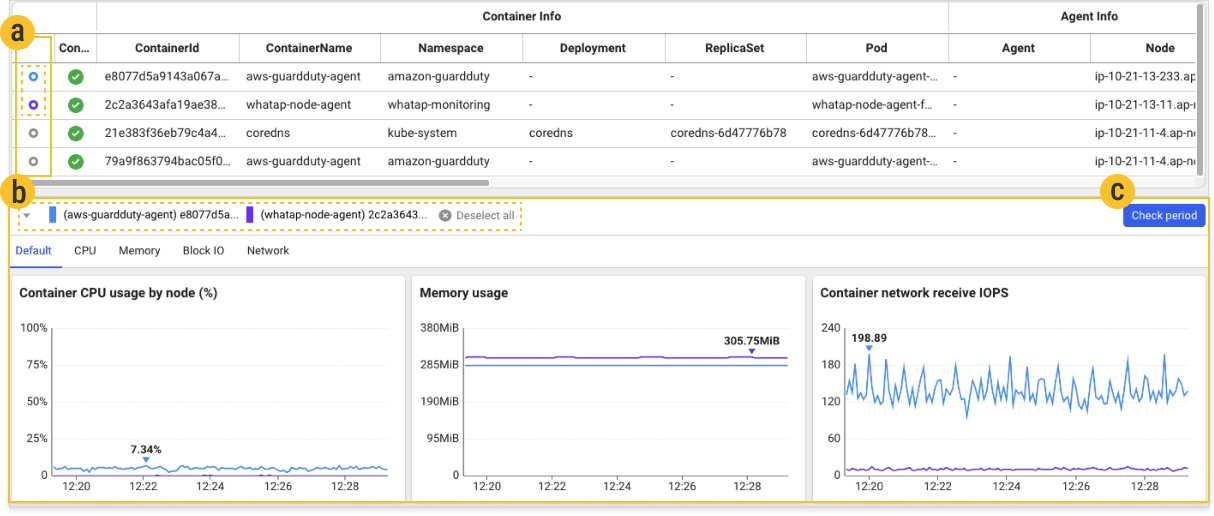 Container Info Agent Info
a
Con... ContainerId ContainerName Namespace Deployment ReplicaSet Pod Agent Node
e8077d5a9143a067a... aws-guardduty-agent amazon-guardduty - - aws-guardduty-agent-... - ip-10-21-13-233.ap
2c2a3643afa19ae38... whatap-node-agent whatap-monitoring - - whatap-node-agent-f... - ip-10-21-13-11.ap-n
21e383f36eb79c4a4... coredns kube-system coredns coredns-6d47776b78 coredns-6d47776b78... - ip-10-21-11-4.ap-no
79a9f863794bac05f0... aws-guardduty-agent amazon-guardduty - - aws-guardduty-agent-... - ip-10-21-11-4.ap-no
b c
(aws-guardduty-agent) e8077d5a... (whatap-node-agent) 2c2a3643... Deselect all Check period
Default CPU Memory Block IO Network
Container CPU usage by node (%)
100%
75%
50%
25%
0
7.34%
12:20 12:22 12:24 12:26 12:28
Memory usage
380MiB
285MiB
190MiB
95MiB
0
305.75MiB
12:20 12:22 12:24 12:26 12:28
Container network receive IOPS
240
180
120
60
0
198.89
12:20 12:22 12:24 12:26 12:28